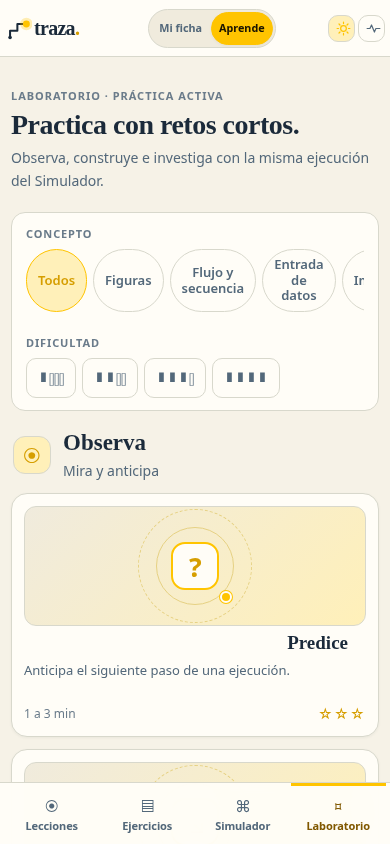 traza.
Mi ficha
Aprende
LABORATORIO · PRÁCTICA ACTIVA
Practica con retos cortos.
Observa, construye e investiga con la misma ejecución
del Simulador.
CONCEPTO
Todos
Figuras
Flujo y
secuencia
Entrada
de
datos
DIFICULTAD
Observa
Mira y anticipa
?
Predice
Anticipa el siguiente paso de una ejecución.
1 a 3 min
☆☆☆
Lecciones
Ejercicios
Simulador
Laboratorio